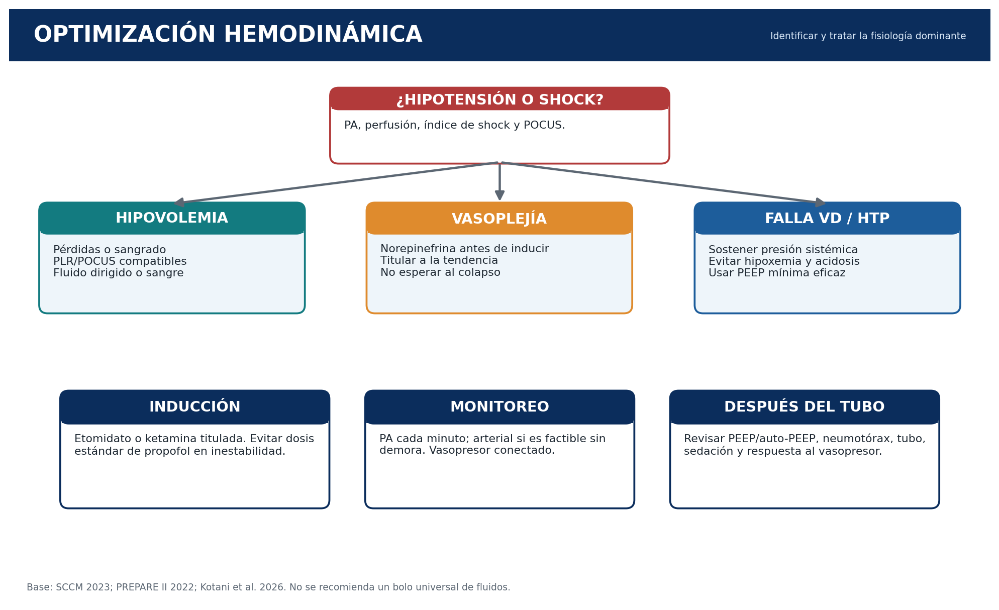 OPTIMIZACIÓN HEMODINÁMICA
Identificar y tratar la fisiología dominante
¿HIPOTENSIÓN O SHOCK?
PA, perfusión, índice de shock y POCUS.
HIPOVOLEMIA
Pérdidas o sangrado
PLR/POCUS compatibles
Fluido dirigido o sangre
VASOPLEJÍA
Norepinefrina antes de inducir
Titular a la tendencia
No esperar al colapso
FALLA VD / HTP
Sostener presión sistémica
Evitar hipoxemia y acidosis
Usar PEEP mínima eficaz
INDUCCIÓN
Etomidato o ketamina titulada. Evitar dosis
estándar de propofol en inestabilidad.
MONITOREO
PA cada minuto; arterial si es factible sin
demora. Vasopresor conectado.
DESPUÉS DEL TUBO
Revisar PEEP/auto-PEEP, neumotórax, tubo,
sedación y respuesta al vasopresor.
Base: SCCM 2023; PREPARE II 2022; Kotani et al. 2026. No se recomienda un bolo universal de fluidos.